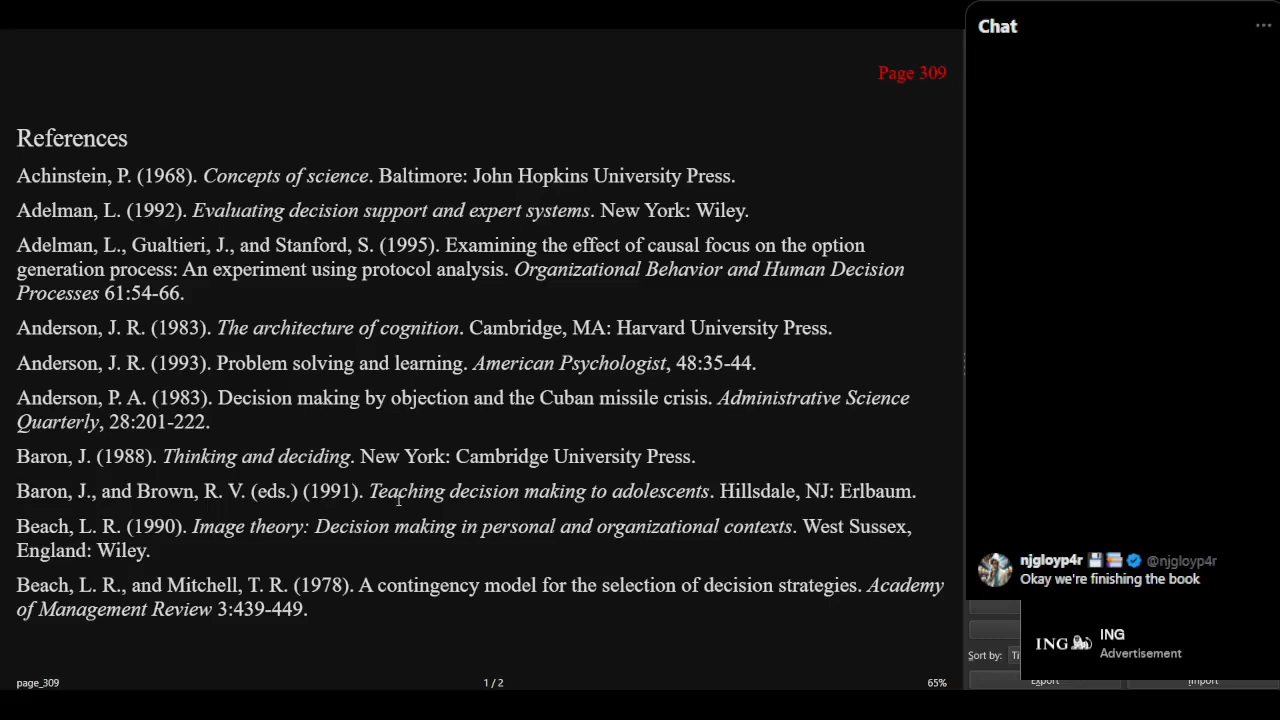 Chat
Page 309
References
Achinstein, P. (1968). Concepts of science. Baltimore: John Hopkins University Press.
Adelman, L. (1992). Evaluating decision support and expert systems. New York: Wiley.
Adelman, L., Gualtieri, J., and Stanford, S. (1995). Examining the effect of causal focus on the option
generation process: An experiment using protocol analysis. Organizational Behavior and Human Decision
Processes 61:54-66.
Anderson, J. R. (1983). The architecture of cognition. Cambridge, MA: Harvard University Press.
Anderson, J. R. (1993). Problem solving and learning. American Psychologist, 48:35-44.
Anderson, P. A. (1983). Decision making by objection and the Cuban missile crisis. Administrative Science
Quarterly, 28:201-222.
Baron, J. (1988). Thinking and deciding. New York: Cambridge University Press.
Baron, J., and Brown, R. V. (eds.) (1991). Teaching decision making to adolescents. Hillsdale, NJ: Erlbaum.
Beach, L. R. (1990). Image theory: Decision making in personal and organizational contexts. West Sussex,
England: Wiley.
Beach, L. R., and Mitchell, T. R. (1978). A contingency model for the selection of decision strategies. Academy
of Management Review 3:439-449.
page_309
1 / 2
65%
njgloyp4r @njgloyp4r
Okay we're finishing the book
ING
ING
Advertisement
Sort by:
Export
Import